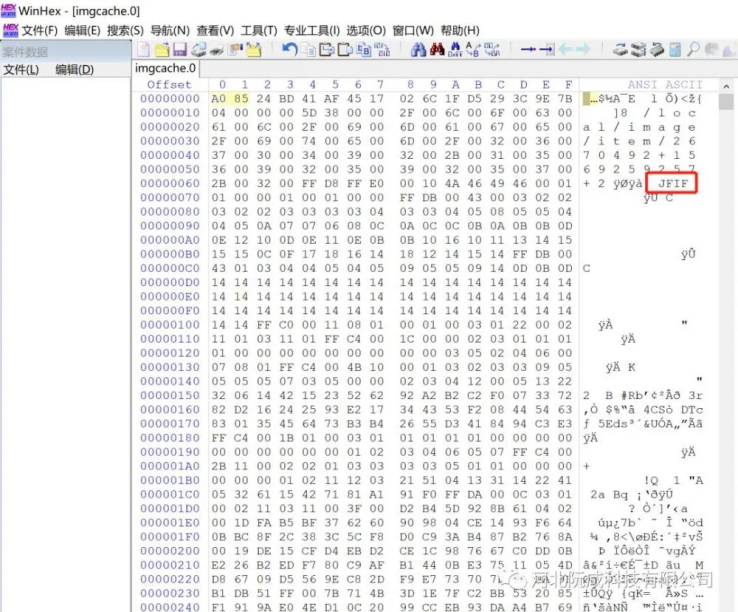 WinHex - [imgcache.0]
文件(F) 编辑(E) 搜索(S) 导航(N) 查看(V) 工具(T) 专业工具(I) 选项(O) 窗口(W) 帮助(H)
案件数据
文件(L) 编辑(D)
imgcache.0
Offset 0 1 2 3 4 5 6 7 8 9 A B C D E F ANSI ASCII
00000000 A0 85 24 BD 41 AF 45 17 02 6C 1F D5 29 3C 9E 7B …$½A¯E l Õ)<ž{
00000010 04 00 00 00 5D 38 00 00 2F 00 6C 00 6F 00 63 00 ]8 / l o c
00000020 61 00 6C 00 2F 00 69 00 6D 00 61 00 67 00 65 00 a l / i m a g e
00000030 2F 00 69 00 74 00 65 00 6D 00 2F 00 32 00 36 00 / i t e m / 2 6
00000040 37 00 30 00 34 00 39 00 32 00 2B 00 31 00 35 00 7 0 4 9 2 + 1 5
00000050 36 00 39 00 32 00 35 00 39 00 32 00 35 00 37 00 6 9 2 5 9 2 5 7
00000060 2B 00 32 00 FF D8 FF E0 00 10 4A 46 49 46 00 01 + 2 ÿØÿà JFIF
00000070 01 00 00 01 00 01 00 00 FF DB 00 43 00 03 02 02 ÿÛ C
00000080 03 02 02 03 03 03 03 04 03 03 04 05 08 05 05 04
00000090 04 05 0A 07 07 06 08 0C 0A 0C 0C 0B 0A 0B 0B 0D
000000A0 0E 12 10 0D 0E 11 0E 0B 0B 10 16 10 11 13 14 15
000000B0 15 15 0C 0F 17 18 16 14 18 12 14 15 14 FF DB 00 ÿÛ
000000C0 43 01 03 04 04 05 04 05 09 05 05 09 14 0D 0B 0D C
000000D0 14 14 14 14 14 14 14 14 14 14 14 14 14 14 14 14
000000E0 14 14 14 14 14 14 14 14 14 14 14 14 14 14 14 14
000000F0 14 14 14 14 14 14 14 14 14 14 14 14 14 14 14 14
00000100 14 14 FF C0 00 11 08 01 00 01 00 03 01 22 00 02 ÿÀ "
00000110 11 01 03 11 01 FF C4 00 1C 00 00 02 03 01 01 01 ÿÄ
00000120 01 00 00 00 00 00 00 00 00 00 03 05 02 04 06 00
00000130 07 08 01 FF C4 00 4B 10 00 01 03 02 03 03 09 05 ÿÄ K
00000140 05 05 05 07 03 05 00 00 02 03 04 12 00 05 13 22 "
00000150 32 06 14 42 15 23 52 62 92 A2 B2 C2 F0 07 33 72 2 B #Rb'¢²Âð 3r
00000160 82 D2 16 24 25 93 E2 17 34 43 53 F2 08 44 54 63 ‚Ò $%“â 4CSò DTc
00000170 83 01 35 45 64 73 B3 B4 26 55 D3 41 84 94 C3 E3 ƒ 5Eds³´&UÓA„”Ãã
00000180 FF C4 00 1B 01 00 03 01 01 01 01 01 00 00 00 00 ÿÄ
00000190 00 00 00 00 00 01 02 03 04 06 05 07 FF C4 00 ÿÄ
000001A0 2B 11 00 02 02 01 03 03 03 03 05 01 01 00 00 00 +
000001B0 00 00 01 02 11 12 03 21 51 04 13 31 14 22 41 !Q 1 "A
000001C0 05 32 61 15 42 71 81 A1 91 F0 FF DA 00 0C 03 01 2a Bq ¡‘ðÿÚ
000001D0 00 02 11 03 11 00 3F 00 D2 B4 5D 92 8B 61 04 02 ? Ò´]’‹a
000001E0 00 1D FA B5 BF 37 62 60 90 98 04 CE 14 93 F6 64 úµ¿7b` ˜ Î “öd
000001F0 0B BC 8F 2C 38 3C 5C F8 D0 C9 3A B4 87 B2 76 8A ¼ ,8<\øÐÉ:´‡²vŠ
00000200 00 19 DE 15 CF D4 EB D2 CE 1C 98 76 67 C0 DD 0B Þ ÏÔëÒÎ ˜vgÀÝ
00000210 E2 26 B2 ED F7 80 C9 AF B1 44 0B E3 75 11 05 4D â&²í÷€É¯±D ãu M
00000220 D8 67 0D D5 56 9E C8 2D F9 E7 73 70
00000230 B1 DB 51 FF 00 7B 71 4B 3D 1E 7F C2 BB 53 20 85 ±ÛQÿ {qK= Â»S …
00000240 F1 91 9A E0 4E D1 0C 20 99 CC EB 93 DA A4 B7 69
河北阮咸科技有限公司